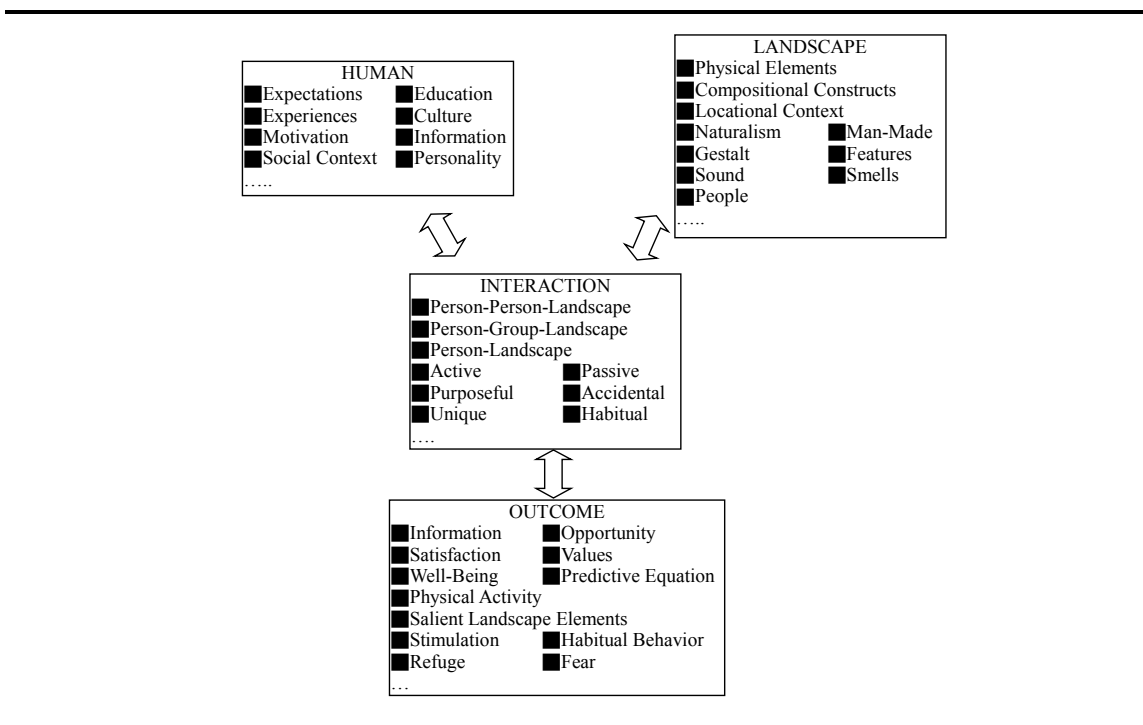 HUMAN
■Expectations ■Education
■Experiences ■Culture
■Motivation ■Information
■Social Context ■Personality
…..
LANDSCAPE
■Physical Elements
■Compositional Constructs
■Locational Context
■Naturalism ■Man-Made
■Gestalt ■Features
■Sound ■Smells
■People
…..
INTERACTION
■Person-Person-Landscape
■Person-Group-Landscape
■Person-Landscape
■Active ■Passive
■Purposeful ■Accidental
■Unique ■Habitual
….
OUTCOME
■Information ■Opportunity
■Satisfaction ■Values
■Well-Being ■Predictive Equation
■Physical Activity
■Salient Landscape Elements
■Stimulation ■Habitual Behavior
■Refuge ■Fear
…